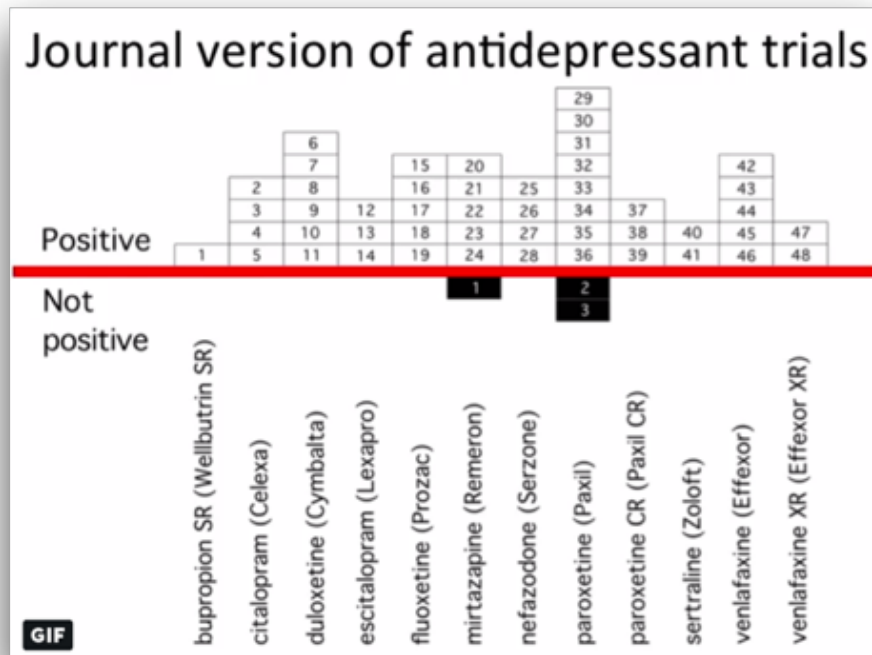 Journal version of antidepressant trials
29
30
6 31
7 15 20 32 42
2 8 16 21 25 33 43
3 9 12 17 22 26 34 37 44
Positive 4 10 13 18 23 27 35 38 40 45 47
1 5 11 14 19 24 28 36 39 41 46 48
Not 1 2
3
positive
bupropion SR (Wellbutrin SR)
citalopram (Celexa)
duloxetine (Cymbalta)
escitalopram (Lexapro)
fluoxetine (Prozac)
mirtazapine (Remeron)
nefazodone (Serzone)
paroxetine (Paxil)
paroxetine CR (Paxil CR)
sertraline (Zoloft)
venlafaxine (Effexor)
venlafaxine XR (Effexor XR)
GIF